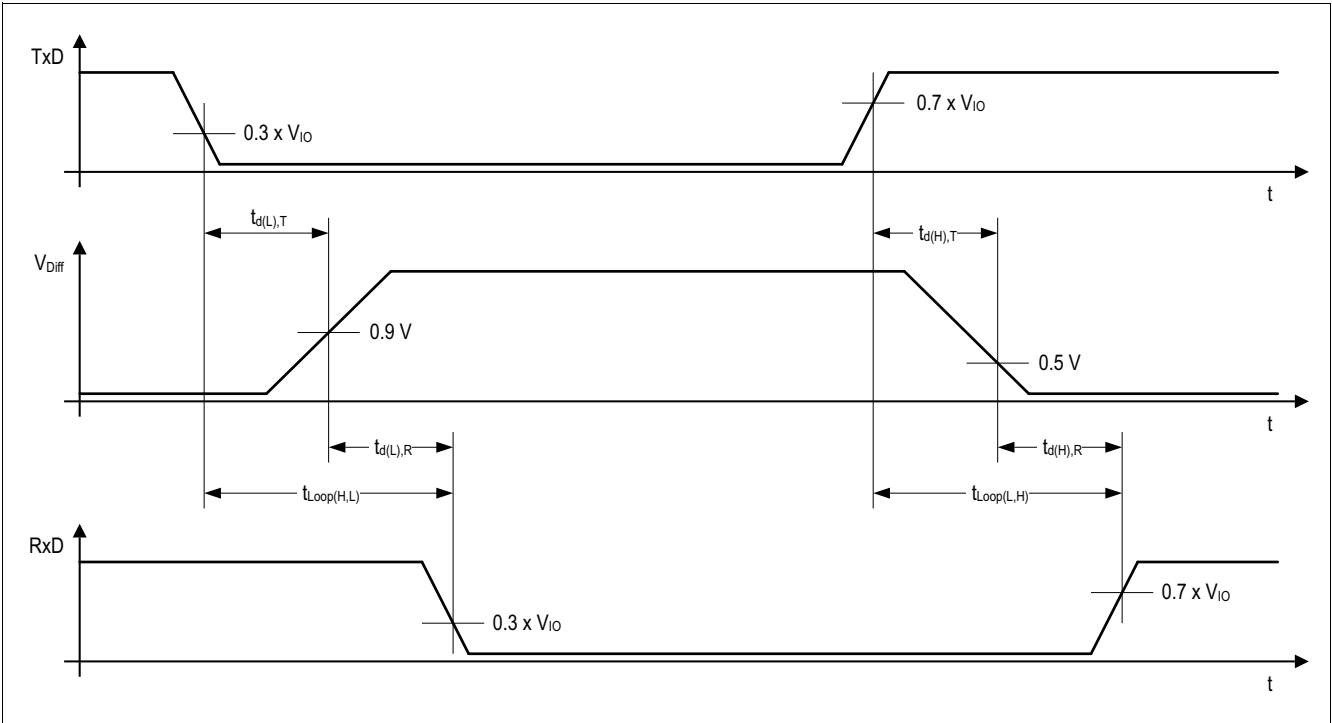 TxD
0.3 x VIO
0.7 x VIO
t
td(L),T
td(H),T
VDiff
0.9 V
0.5 V
t
td(L),R
td(H),R
tLoop(H,L)
tLoop(L,H)
RxD
0.3 x VIO
0.7 x VIO
t